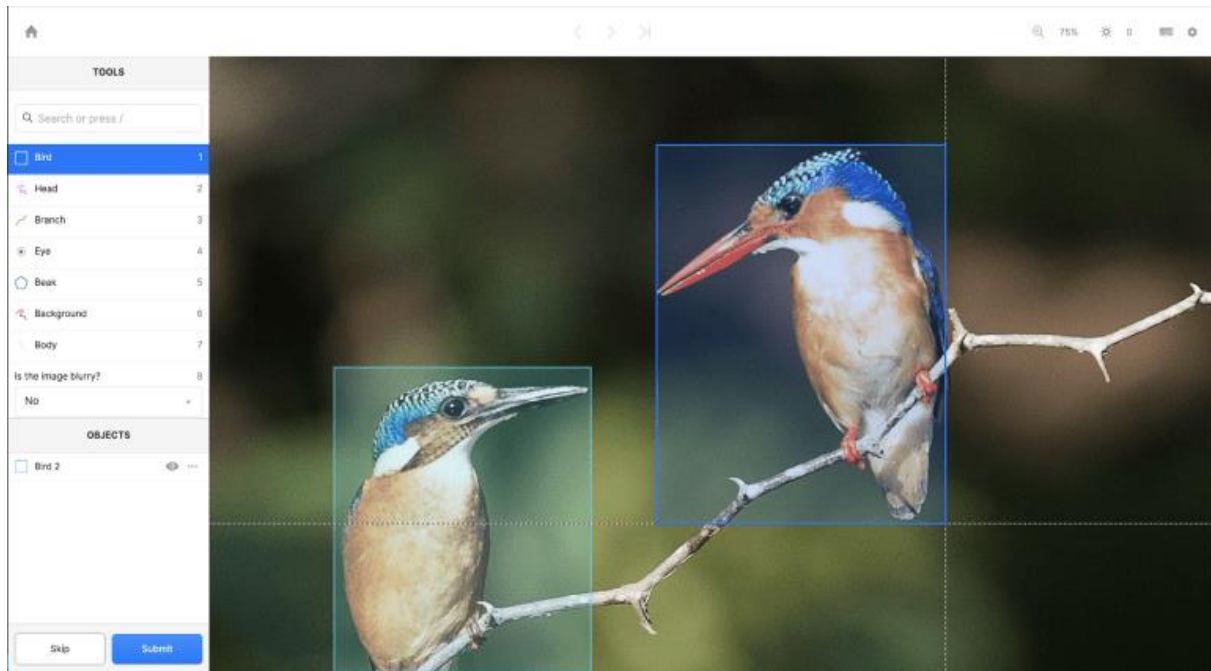 75%
0
TOOLS
Search or press /
Bird 1
Head 2
Branch 3
Eye 4
Beak 5
Background 6
Body 7
Is the image blurry? 8
No
OBJECTS
Bird 2
Skip Submit